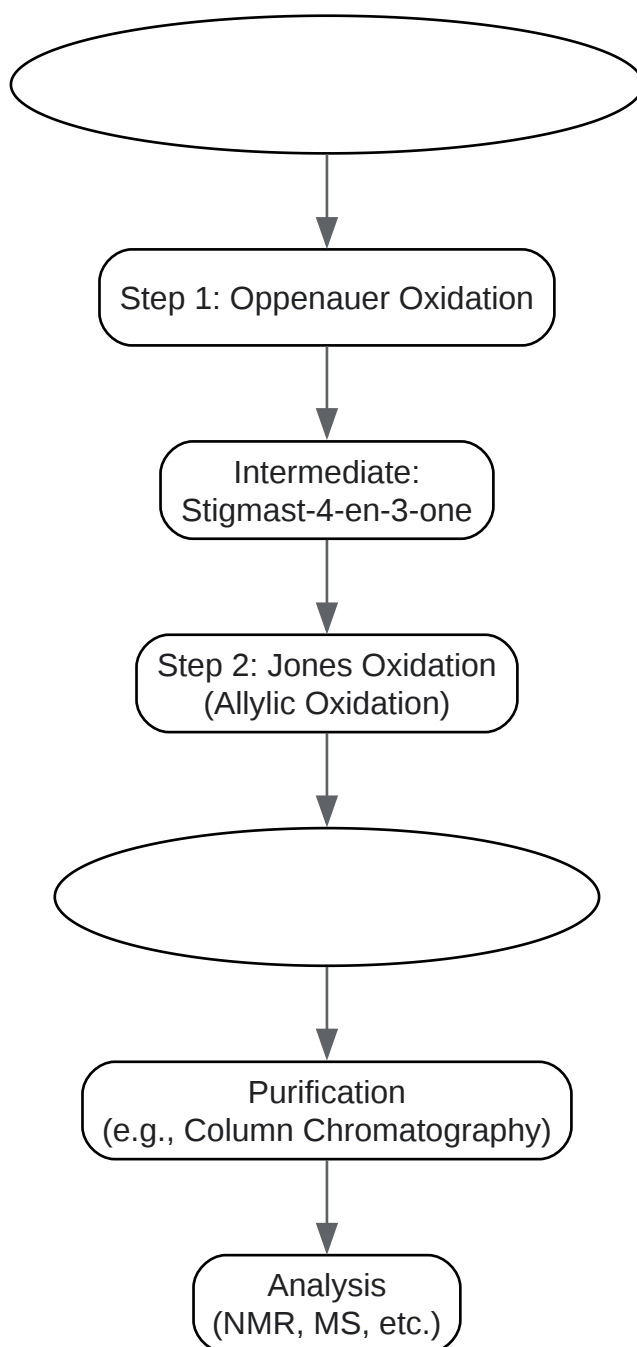 Step 1: Oppenauer Oxidation
Intermediate:
Stigmast-4-en-3-one
Step 2: Jones Oxidation
(Allylic Oxidation)
Purification
(e.g., Column Chromatography)
Analysis
(NMR, MS, etc.)